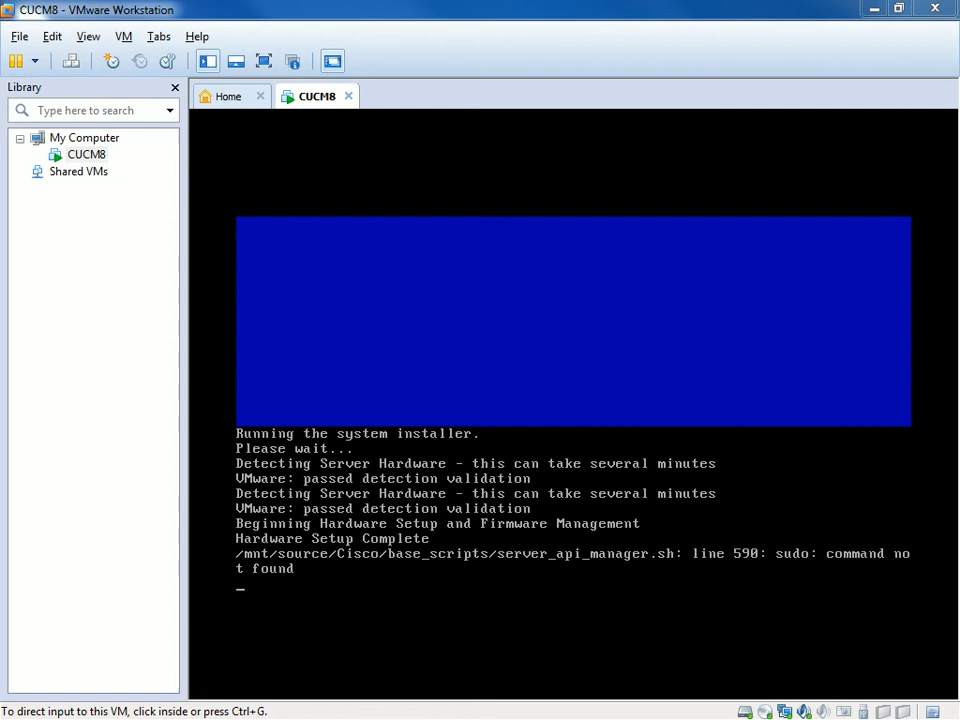 CUCM8 - VMware Workstation
File Edit View VM Tabs Help
Library
Home CUCM8
Type here to search
My Computer
CUCM8
Shared VMs
Running the system installer.
Please wait...
Detecting Server Hardware - this can take several minutes
VMware: passed detection validation
Detecting Server Hardware - this can take several minutes
VMware: passed detection validation
Beginning Hardware Setup and Firmware Management
Hardware Setup Complete
/mnt/source/Cisco/base_scripts/server_api_manager.sh: line 590: sudo: command no
t found
To direct input to this VM, click inside or press Ctrl+G.